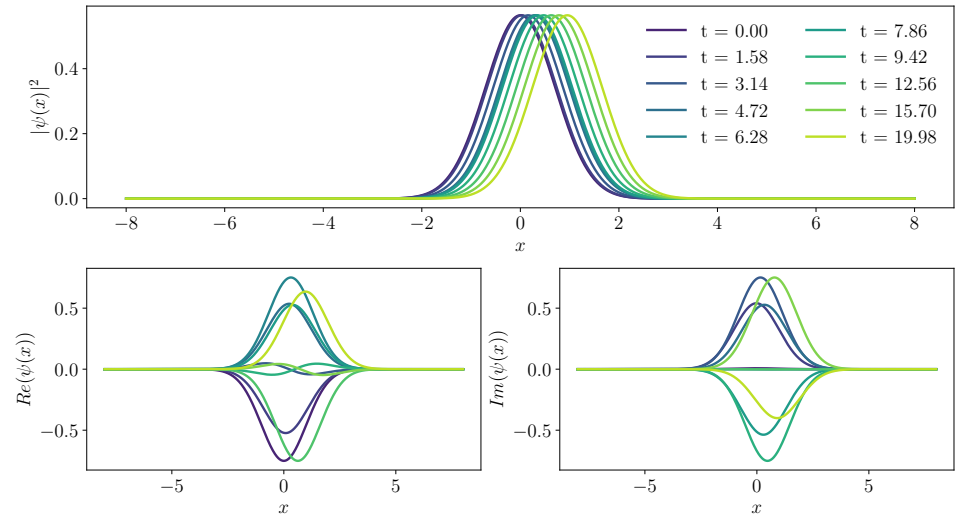 0.4
0.2
0.0
|ψ(x)|²
t = 0.00
t = 1.58
t = 3.14
t = 4.72
t = 6.28
t = 7.86
t = 9.42
t = 12.56
t = 15.70
t = 19.98
−8 −6 −4 −2 0 2 4 6 8
x
0.5
0.0
−0.5
Re(ψ(x))
−5 0 5
x
0.5
0.0
−0.5
Im(ψ(x))
−5 0 5
x